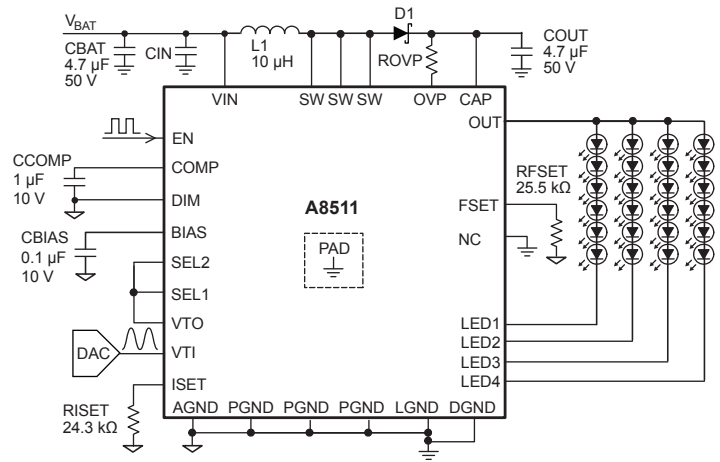 VBAT
CBAT
4.7 µF
50 V
CIN
L1
10 µH
D1
ROVP
COUT
4.7 µF
50 V
VIN
SW SW SW
OVP
CAP
OUT
EN
CCOMP
1 µF
10 V
COMP
DIM
RFSET
25.5 kΩ
A8511
FSET
CBIAS
0.1 µF
10 V
BIAS
PAD
NC
SEL2
SEL1
VTO
LED1
LED2
DAC
VTI
LED3
ISET
LED4
RISET
24.3 kΩ
AGND PGND PGND PGND LGND DGND